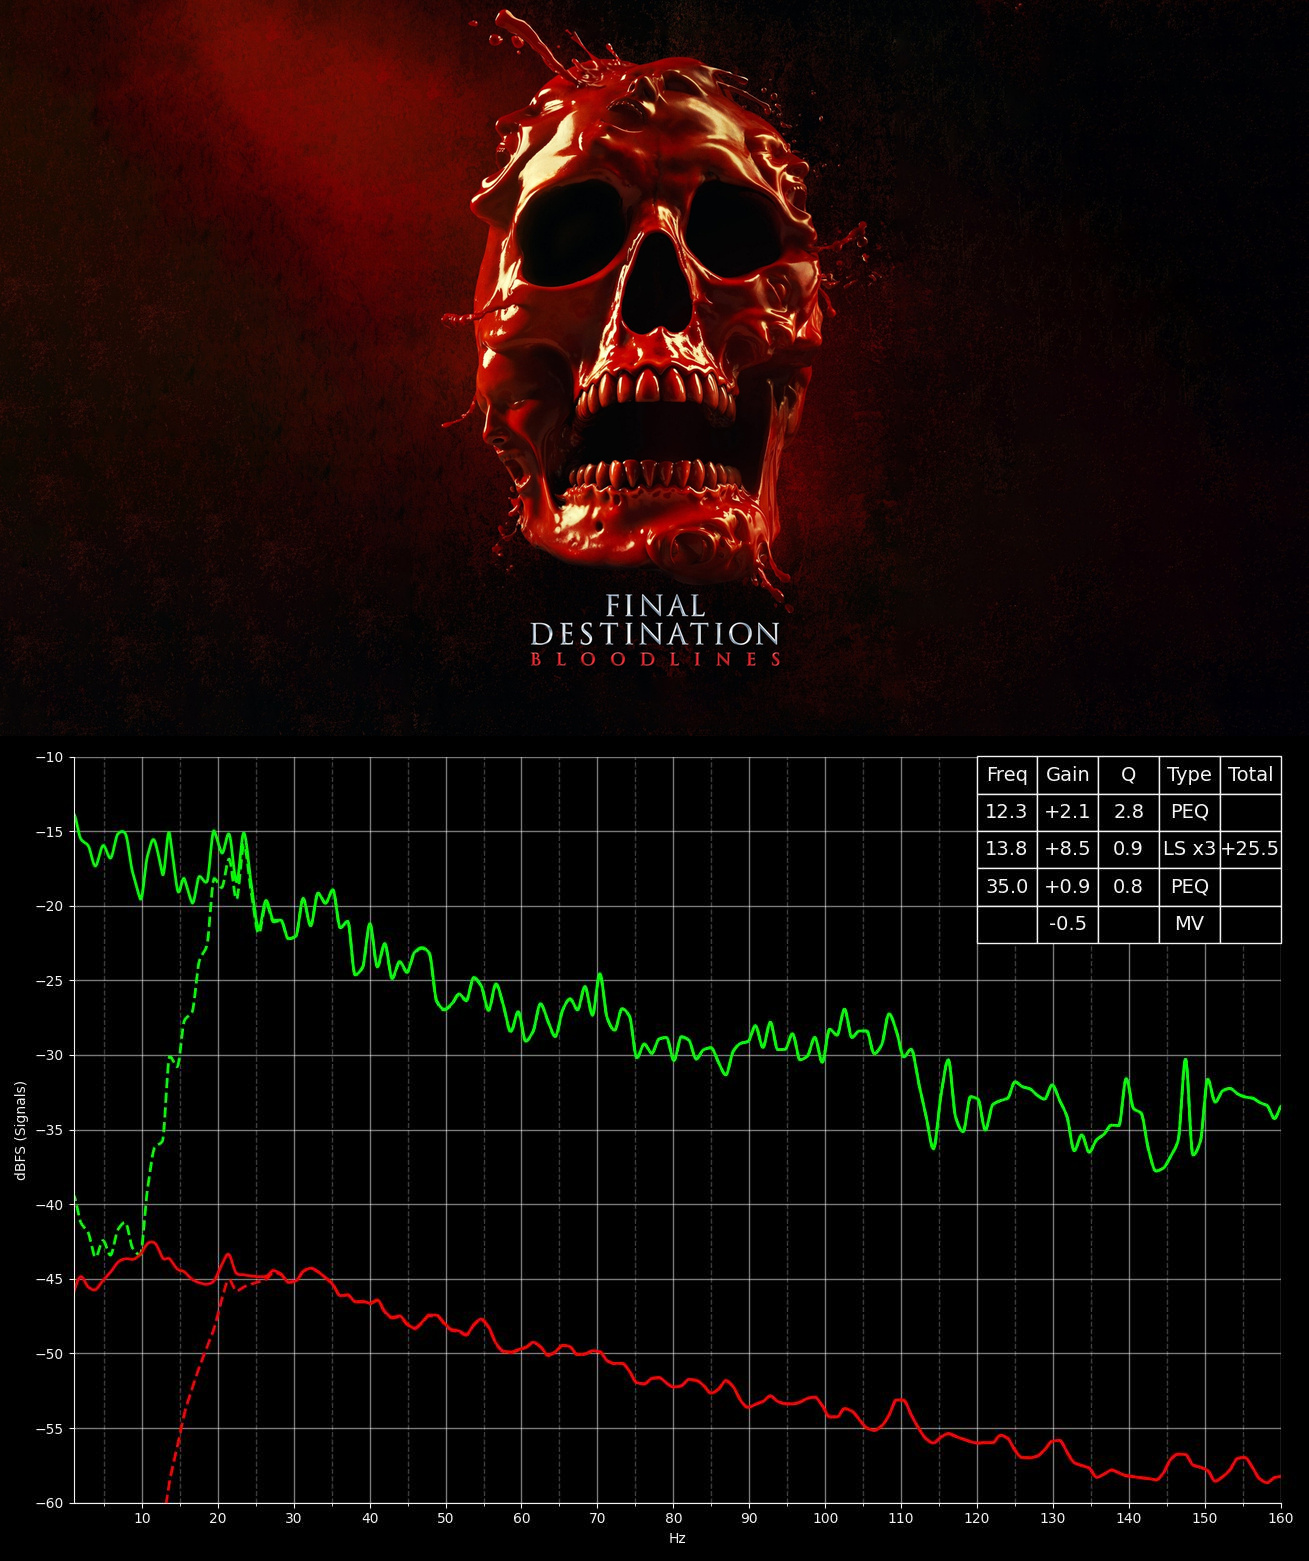 FINAL
DESTINATION
BLOODLINES
Freq Gain Q Type Total
12.3 +2.1 2.8 PEQ
13.8 +8.5 0.9 LS x3 +25.5
35.0 +0.9 0.8 PEQ
-0.5 MV
dBFS (Signals)
−10
−15
−20
−25
−30
−35
−40
−45
−50
−55
−60
10 20 30 40 50 60 70 80 90 100 110 120 130 140 150 160
Hz